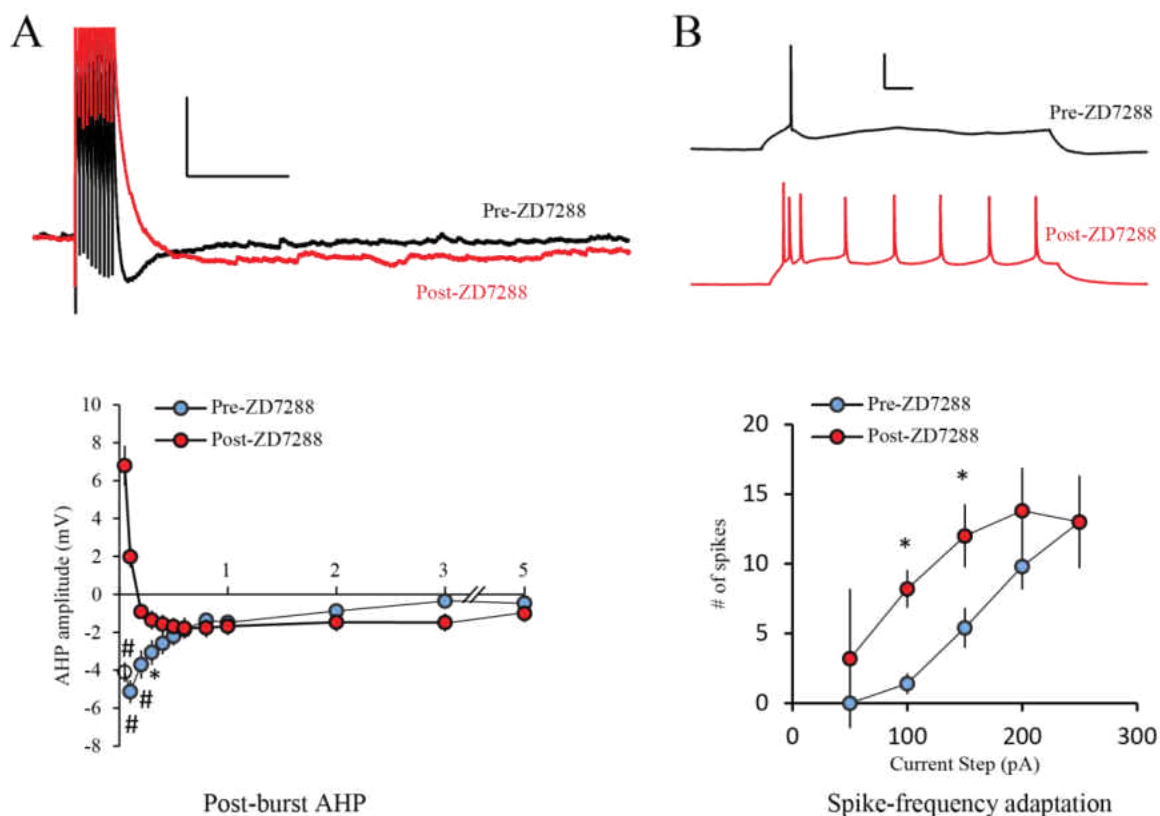 A
Pre-ZD7288
Post-ZD7288
10
8
6
4
2
0
-2
-4
-6
-8
AHP amplitude (mV)
Pre-ZD7288
Post-ZD7288
1
2
3
//
5
#
Φ
*
#
#
Post-burst AHP
B
Pre-ZD7288
Post-ZD7288
Pre-ZD7288
Post-ZD7288
20
15
10
5
0
# of spikes
*
*
0
100
200
300
Current Step (pA)
Spike-frequency adaptation